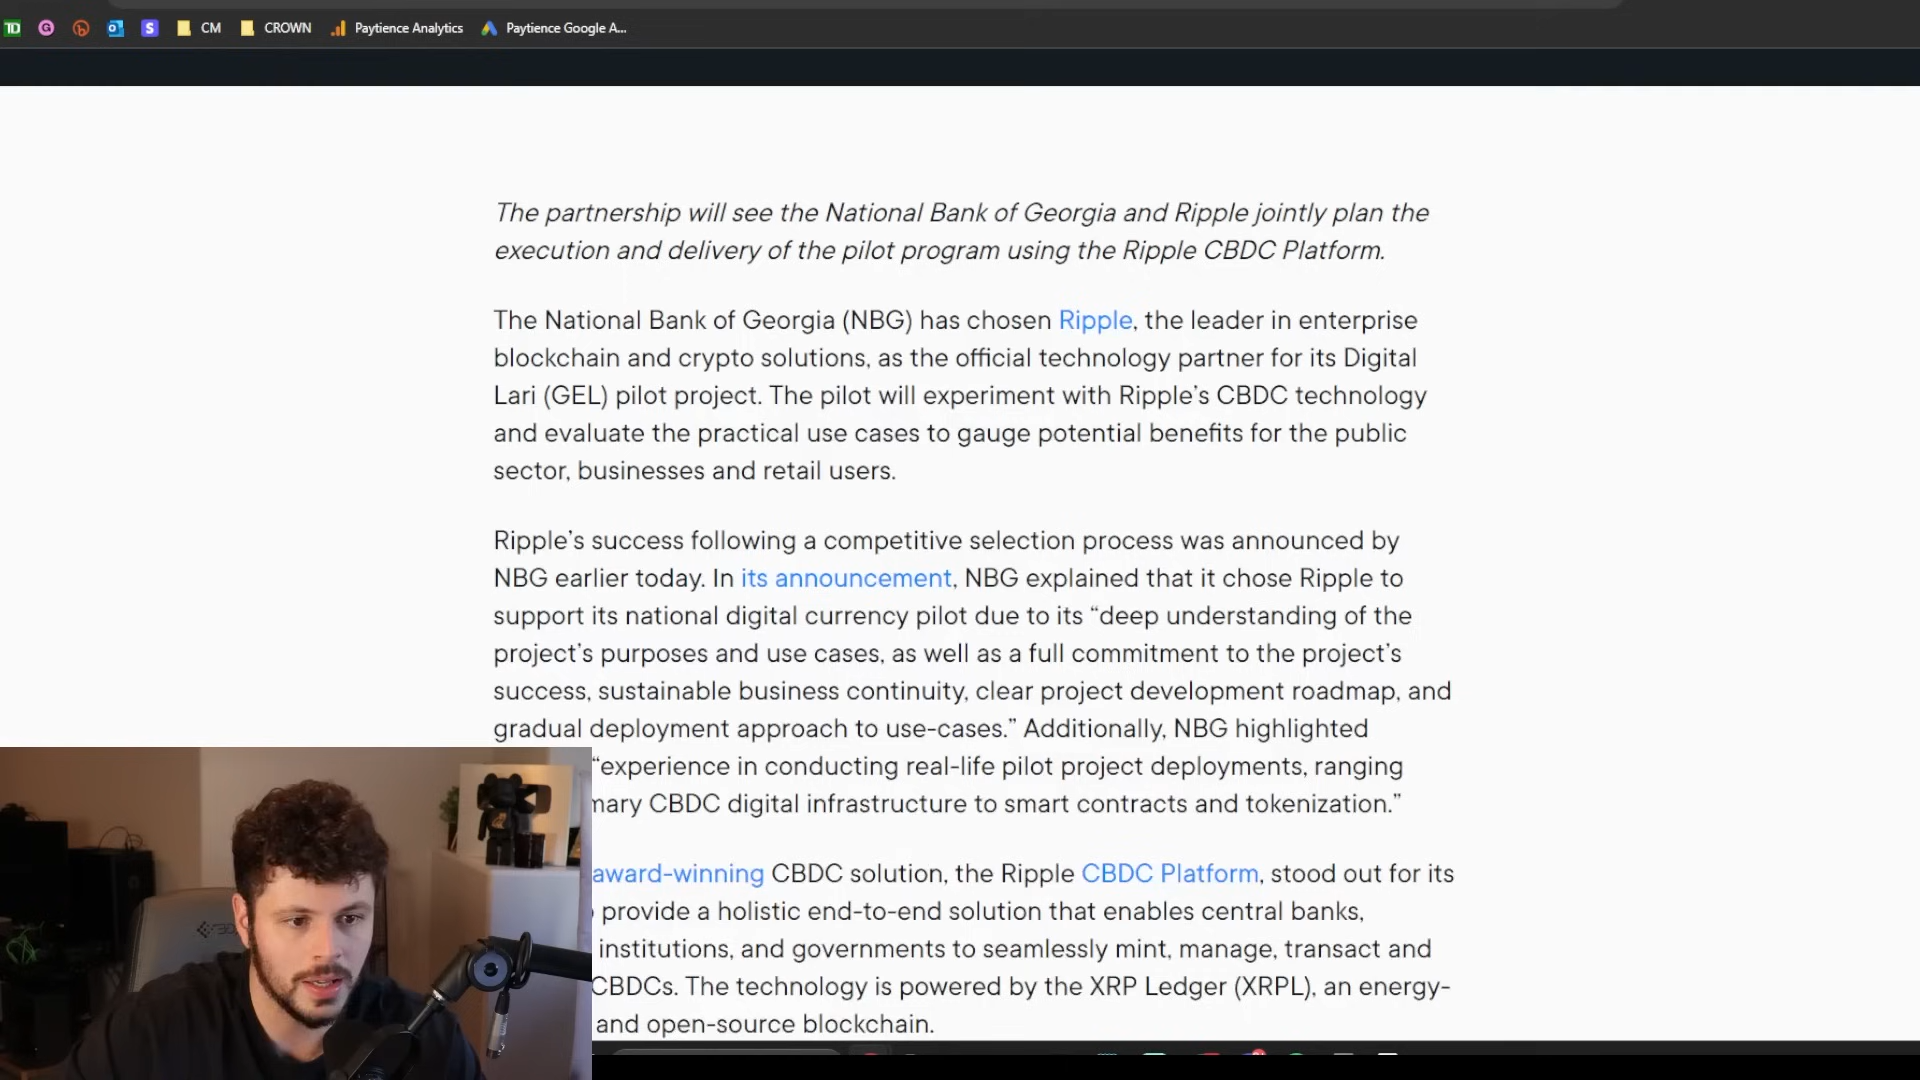 CM CROWN Paytience Analytics Paytience Google A...
The partnership will see the National Bank of Georgia and Ripple jointly plan the
execution and delivery of the pilot program using the Ripple CBDC Platform.
The National Bank of Georgia (NBG) has chosen Ripple, the leader in enterprise
blockchain and crypto solutions, as the official technology partner for its Digital
Lari (GEL) pilot project. The pilot will experiment with Ripple’s CBDC technology
and evaluate the practical use cases to gauge potential benefits for the public
sector, businesses and retail users.
Ripple’s success following a competitive selection process was announced by
NBG earlier today. In its announcement, NBG explained that it chose Ripple to
support its national digital currency pilot due to its “deep understanding of the
project’s purposes and use cases, as well as a full commitment to the project’s
success, sustainable business continuity, clear project development roadmap, and
gradual deployment approach to use-cases.” Additionally, NBG highlighted
“experience in conducting real-life pilot project deployments, ranging
mary CBDC digital infrastructure to smart contracts and tokenization.”
award-winning CBDC solution, the Ripple CBDC Platform, stood out for its
provide a holistic end-to-end solution that enables central banks,
institutions, and governments to seamlessly mint, manage, transact and
CBDCs. The technology is powered by the XRP Ledger (XRPL), an energy-
and open-source blockchain.